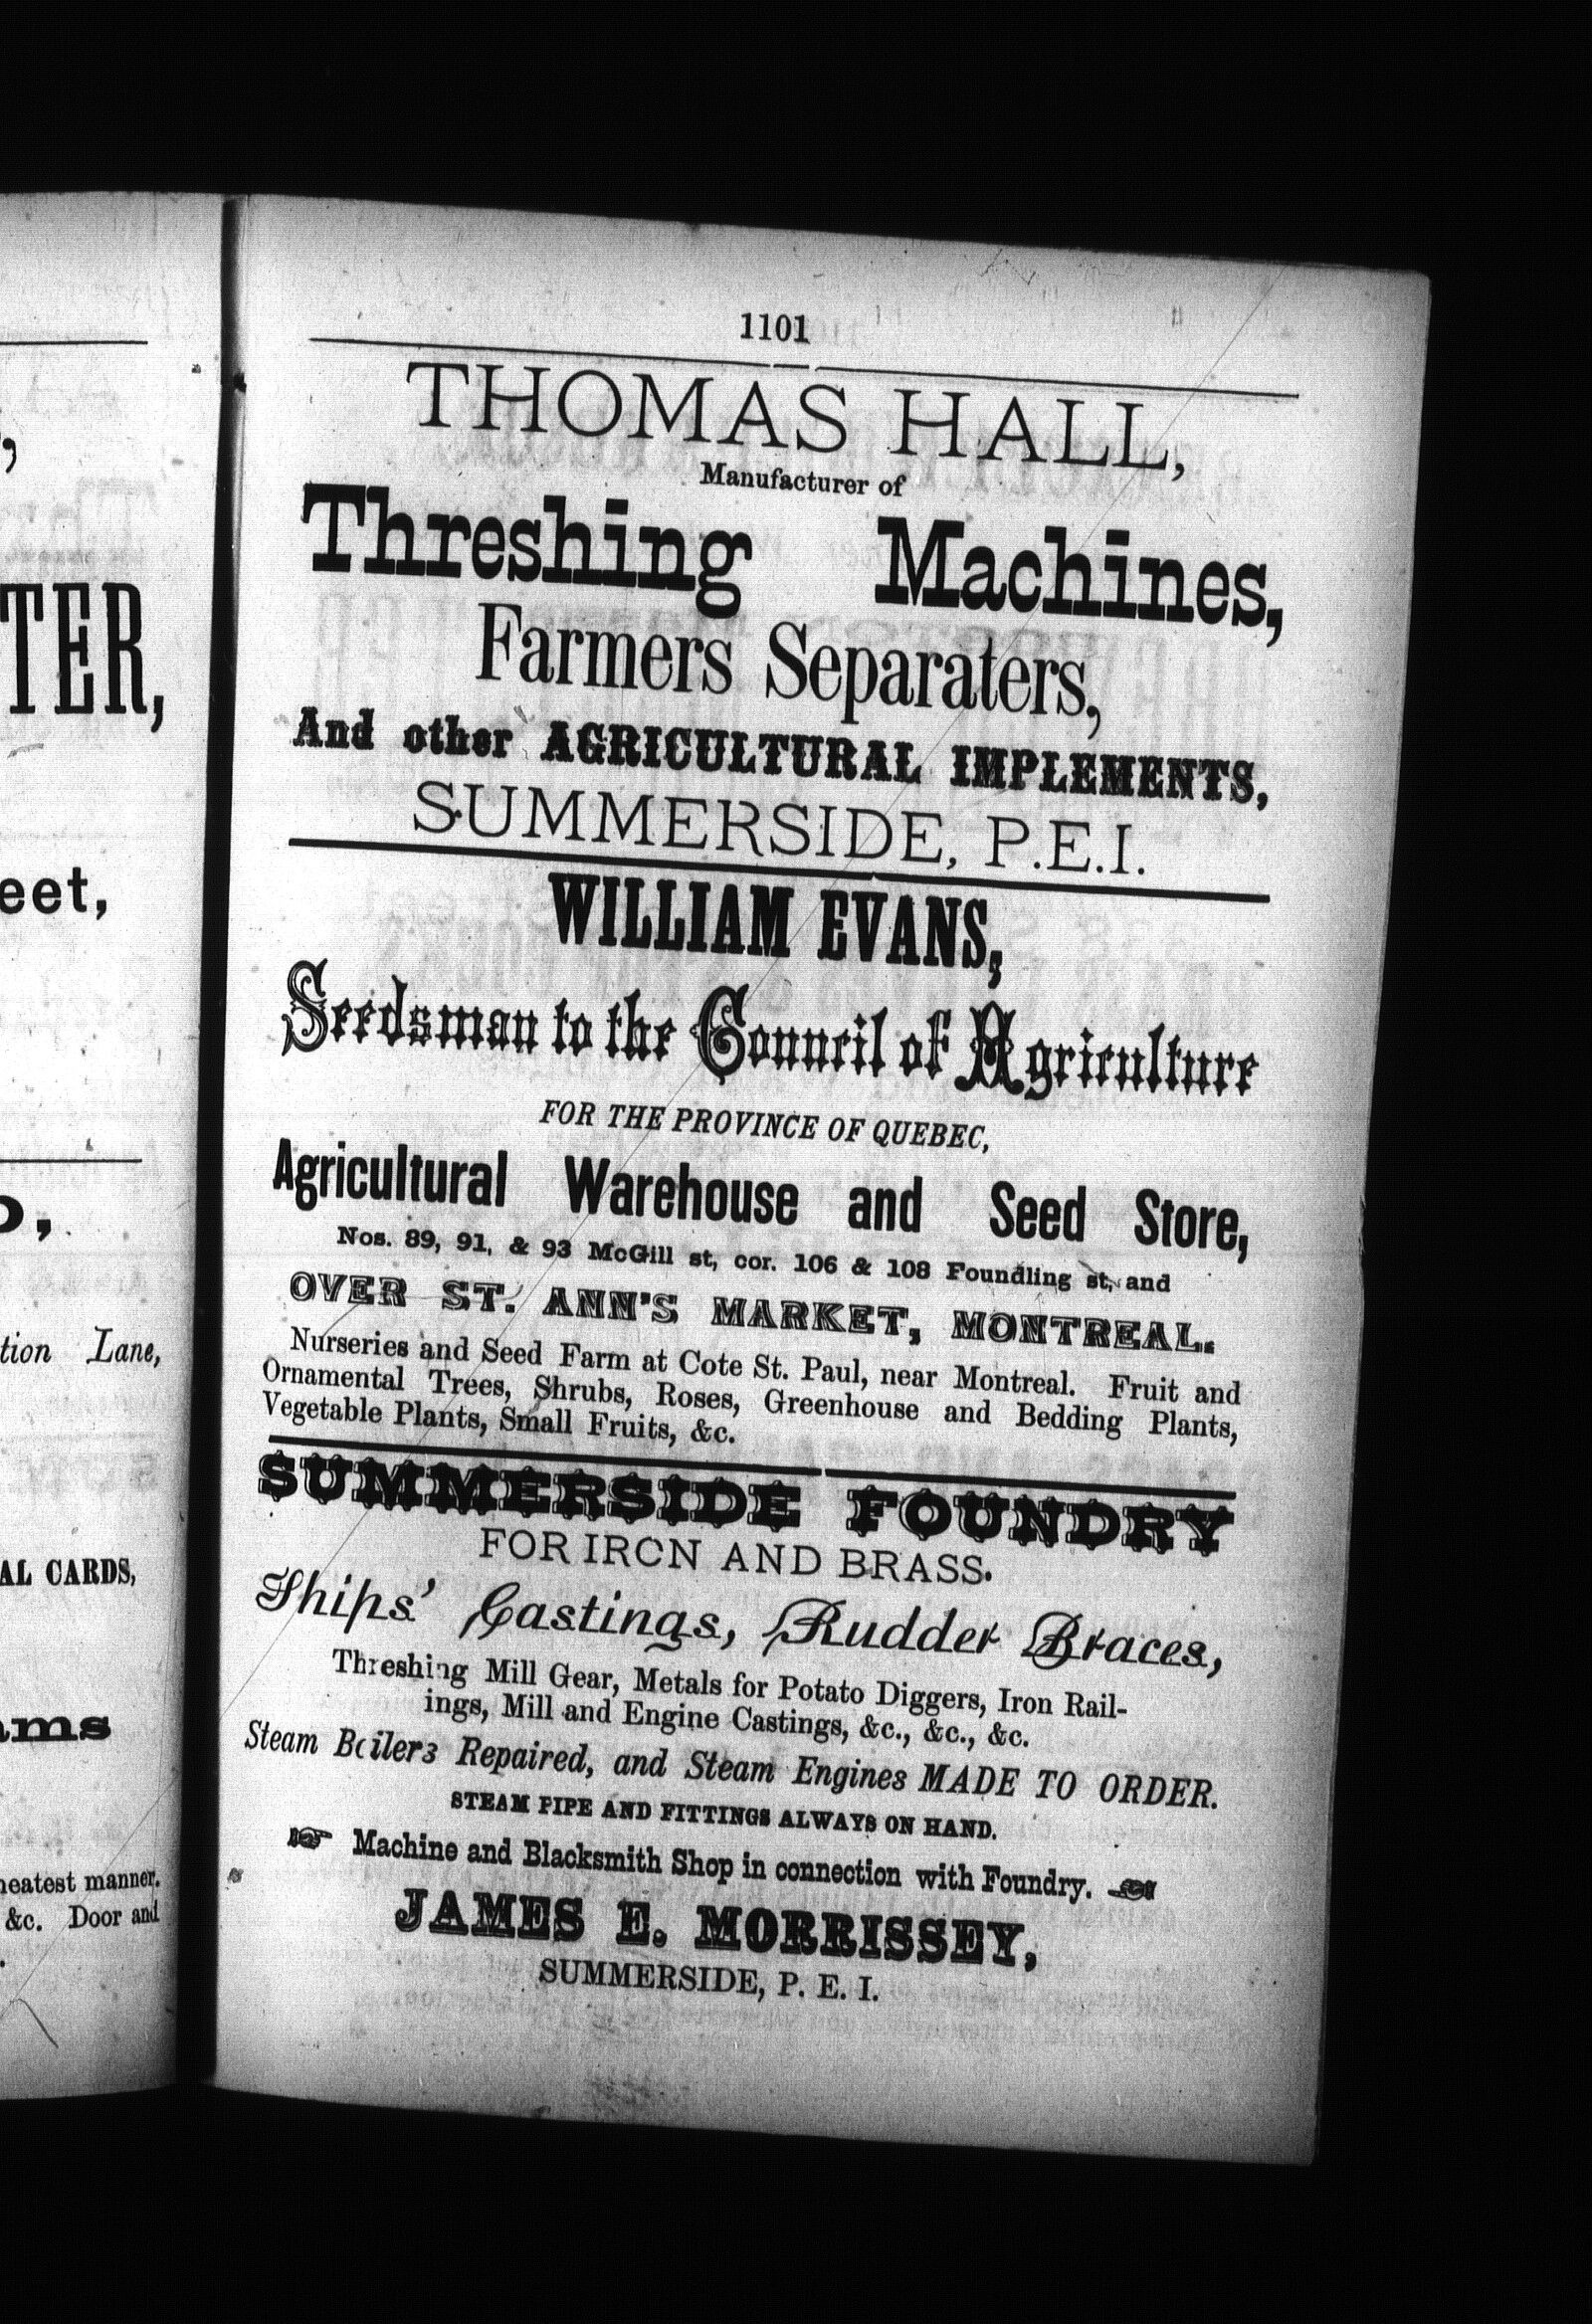 TER,
eet,
tion Lane,
AL CARDS,
ams
neatest manner.
&c. Door and
1101
THOMAS HALL,
Manufacturer of
Threshing Machines,
Farmers Separaters,
And other AGRICULTURAL IMPLEMENTS,
SUMMERSIDE, P.E.I.
WILLIAM EVANS,
Seedsman to the Council of Agriculture
FOR THE PROVINCE OF QUEBEC,
Agricultural Warehouse and Seed Store,
Nos. 89, 91, & 93 McGill st, cor. 106 & 108 Foundling st, and
OVER ST. ANN'S MARKET, MONTREAL.
Nurseries and Seed Farm at Cote St. Paul, near Montreal. Fruit and
Ornamental Trees, Shrubs, Roses, Greenhouse and Bedding Plants,
Vegetable Plants, Small Fruits, &c.
SUMMERSIDE FOUNDRY
FOR IRON AND BRASS.
Ships' Castings, Rudder Braces,
Threshing Mill Gear, Metals for Potato Diggers, Iron Rail-
ings, Mill and Engine Castings, &c., &c., &c.
Steam Boilers Repaired, and Steam Engines MADE TO ORDER.
STEAM PIPE AND FITTINGS ALWAYS ON HAND.
☞ Machine and Blacksmith Shop in connection with Foundry. ☜
JAMES E. MORRISSEY,
SUMMERSIDE, P. E. I.